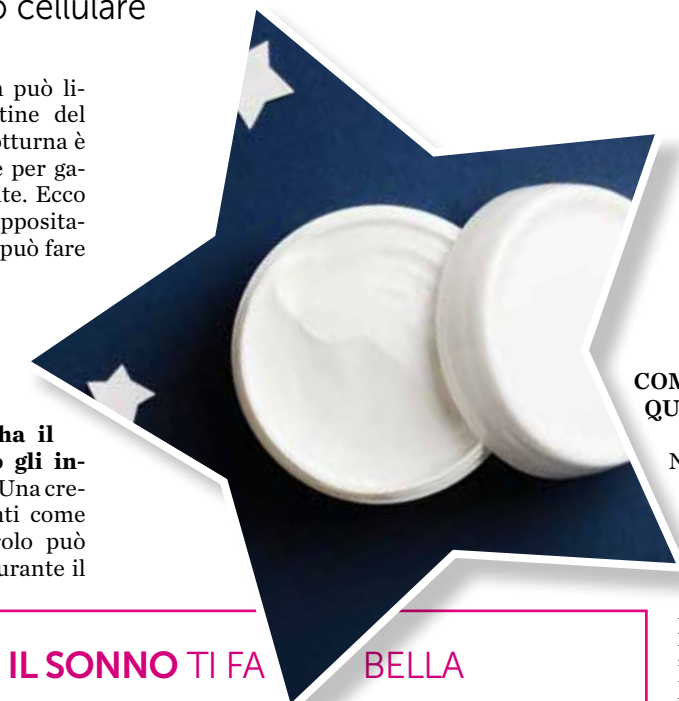 o cellulare
può li-
tine del
otturna è
e per ga-
te. Ecco
pposita-
può fare
ha il
gli in-
Una cre-
nti come
olo può
urante il
COM
QU
N
IL SONNO TI FA BELLA